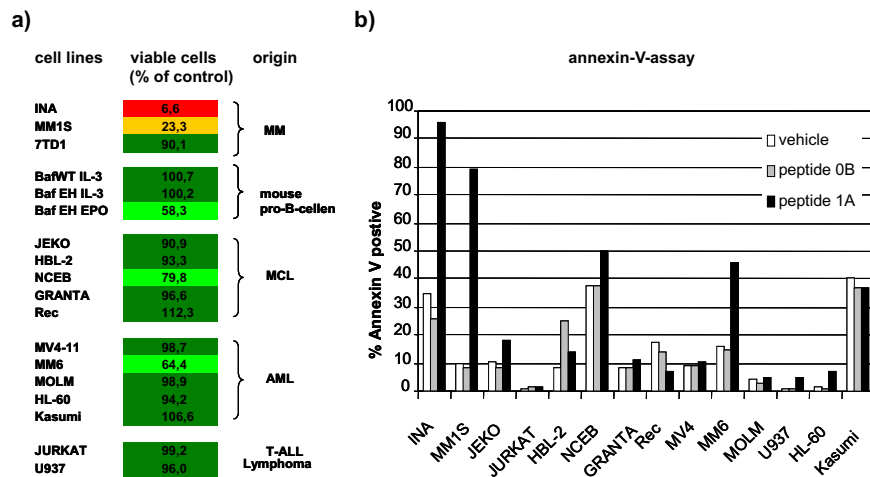 a)
cell lines viable cells origin
(% of control)
INA 6,6
MM1S 23,3
7TD1 90,1
MM
BafWT IL-3 100,7
Baf EH IL-3 100,2
Baf EH EPO 58,3
mouse
pro-B-cellen
JEKO 90,9
HBL-2 93,3
NCEB 79,8
GRANTA 96,6
Rec 112,3
MCL
MV4-11 98,7
MM6 64,4
MOLM 98,9
HL-60 94,2
Kasumi 106,6
AML
JURKAT 99,2
U937 96,0
T-ALL
Lymphoma
b)
annexin-V-assay
% Annexin V postive
100
90
80
70
60
50
40
30
20
10
0
vehicle
peptide 0B
peptide 1A
INA
MM1S
JEKO
JURKAT
HBL-2
NCEB
GRANTA
Rec
MV4
MM6
MOLM
U937
HL-60
Kasumi